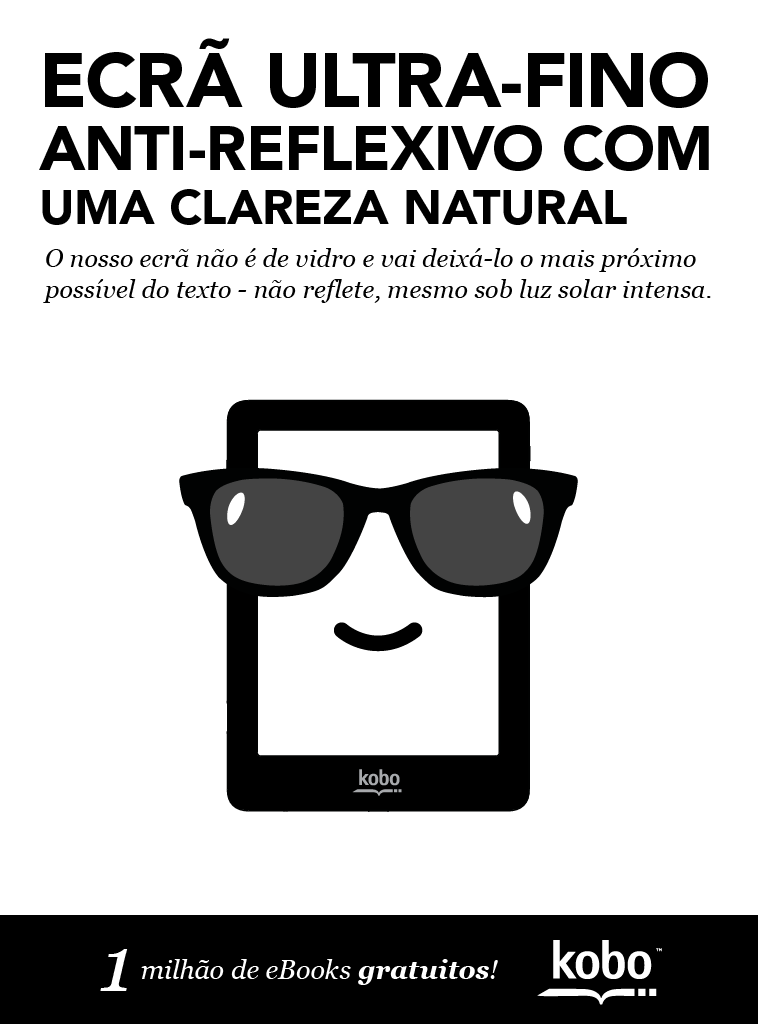 ECRÃ ULTRA-FINO
ANTI-REFLEXIVO COM
UMA CLAREZA NATURAL
O nosso ecrã não é de vidro e vai deixá-lo o mais próximo
possível do texto - não reflete, mesmo sob luz solar intensa.
kobo
1 milhão de eBooks gratuitos!
kobo™